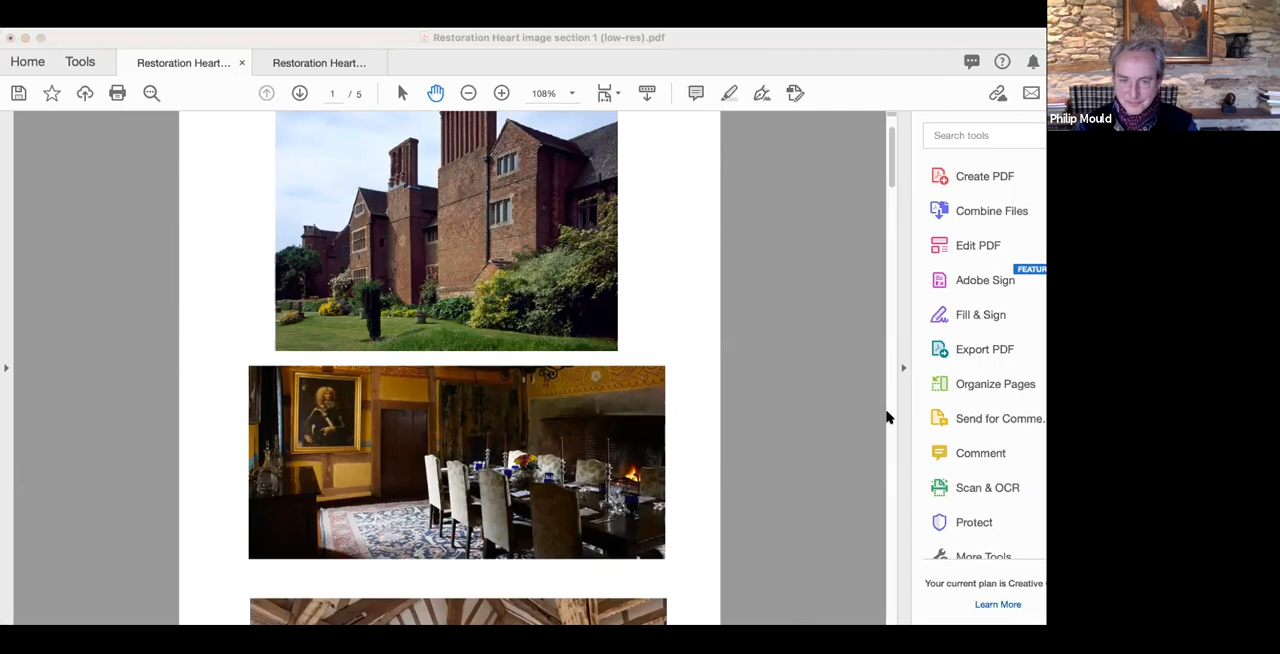 Restoration Heart image section 1 (low-res).pdf
Home
Tools
Restoration Heart... ×
Restoration Heart...
1 / 5
108%
Philip Mould
Search tools
Create PDF
Combine Files
Edit PDF
FEATUR
Adobe Sign
Fill & Sign
Export PDF
Organize Pages
Send for Comme...
Comment
Scan & OCR
Protect
More Tools
Your current plan is Creative
Learn More